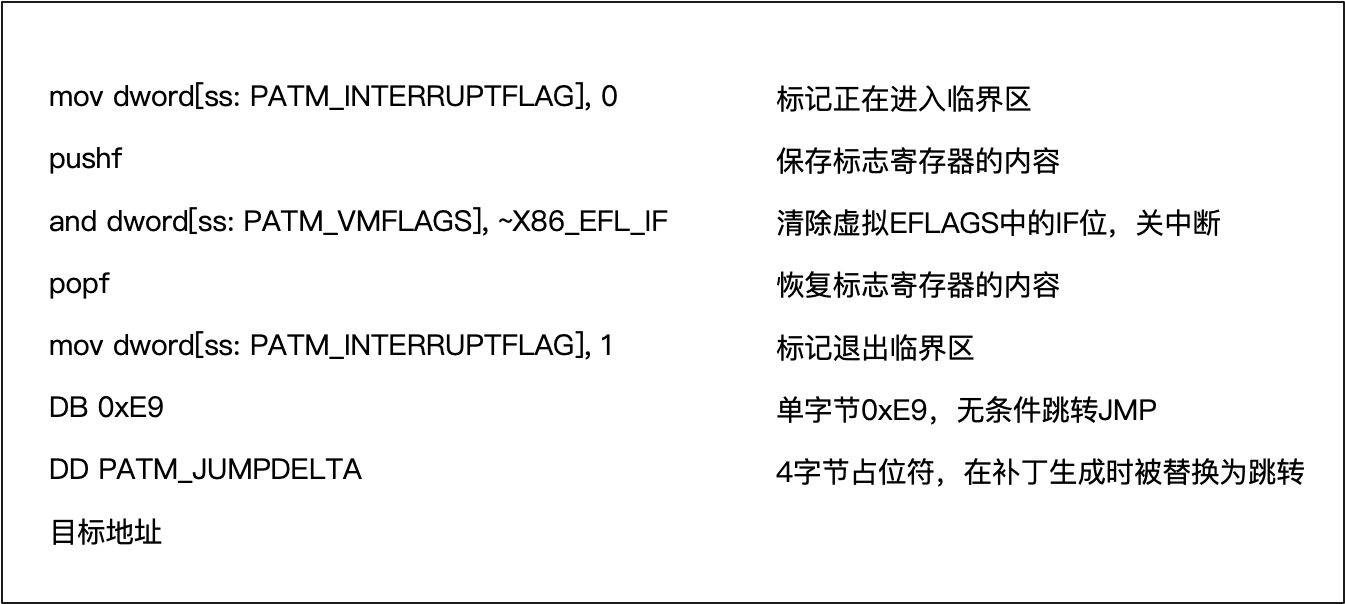 mov dword[ss: PATM_INTERRUPTFLAG], 0 标记正在进入临界区
pushf 保存标志寄存器的内容
and dword[ss: PATM_VMFLAGS], ~X86_EFL_IF 清除虚拟EFLAGS中的IF位，关中断
popf 恢复标志寄存器的内容
mov dword[ss: PATM_INTERRUPTFLAG], 1 标记退出临界区
DB 0xE9 单字节0xE9，无条件跳转JMP
DD PATM_JUMPDELTA 4字节占位符，在补丁生成时被替换为跳转
目标地址